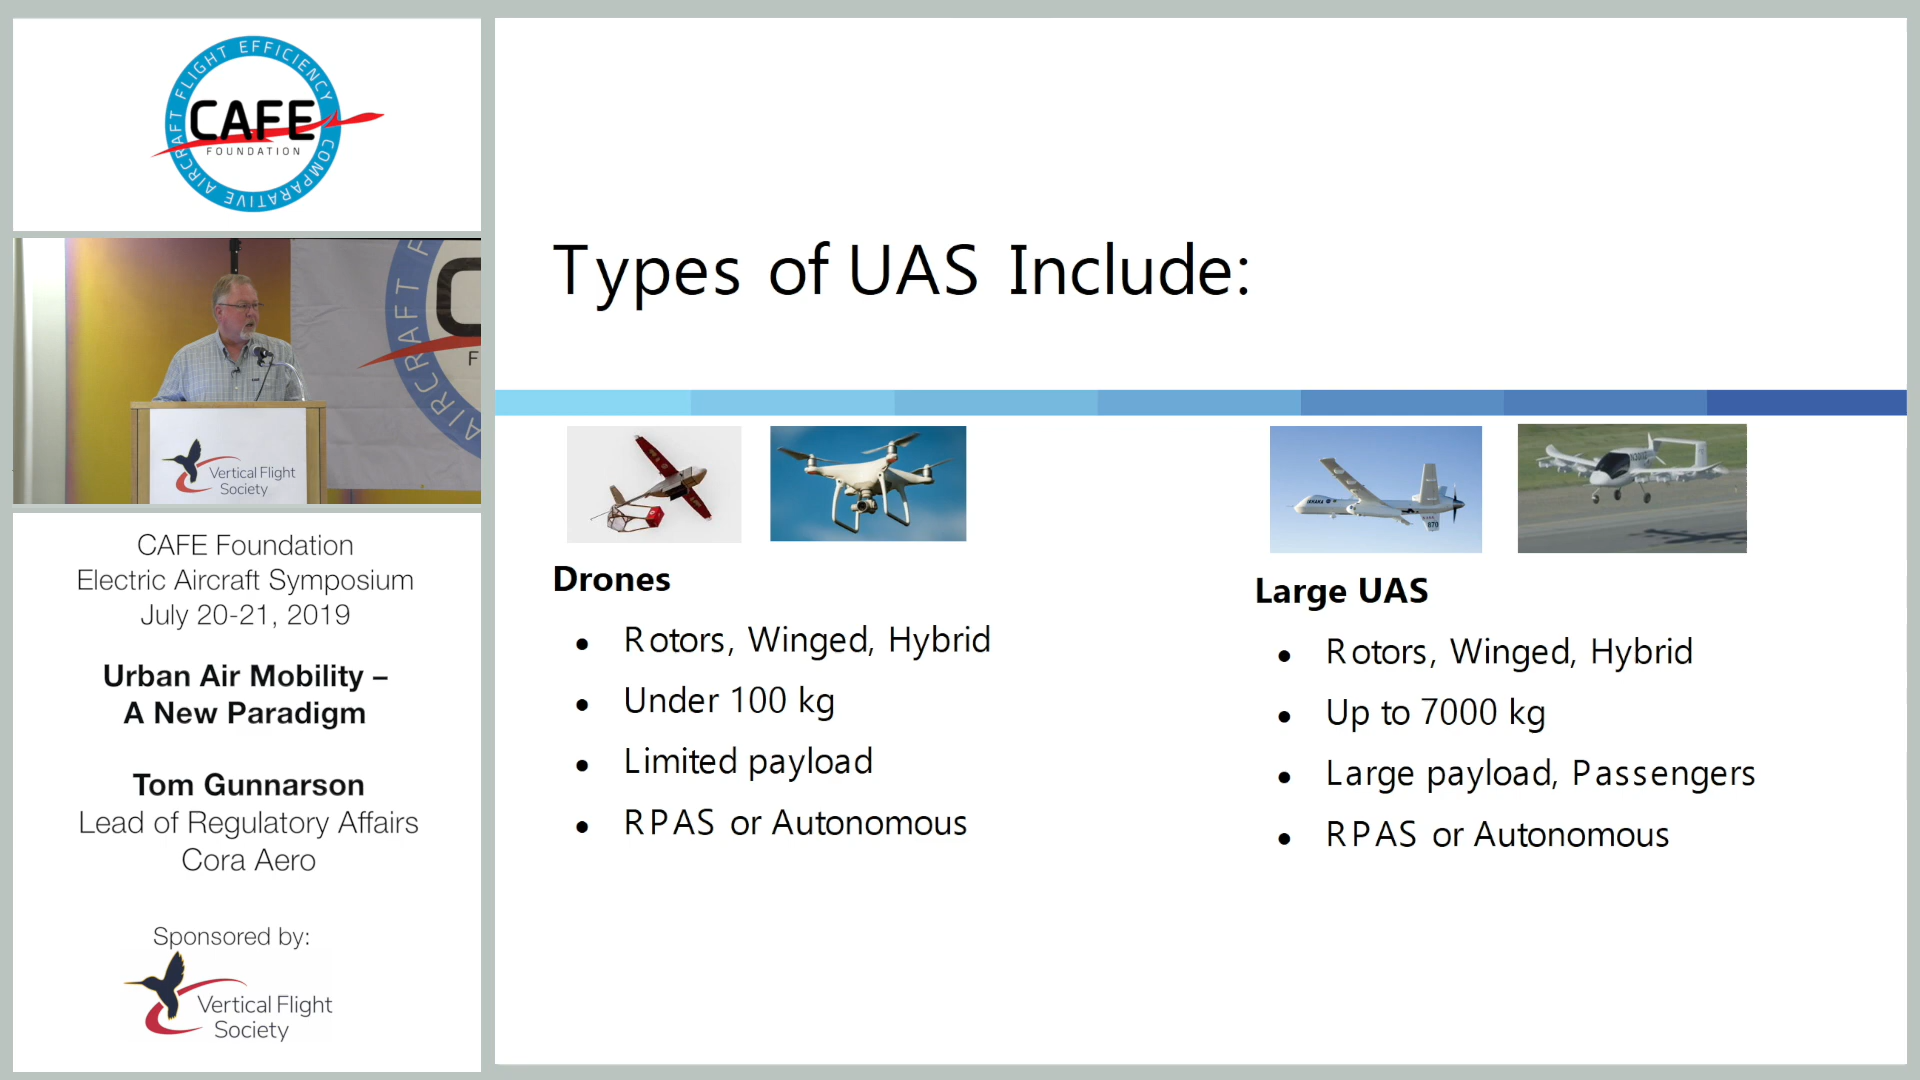 AIRCRAFT FLIGHT EFFICIENCY COMPARATIVE
CAFE
FOUNDATION
AIRCRAFT F
C
F
Vertical Flight
Society
CAFE Foundation
Electric Aircraft Symposium
July 20-21, 2019
Urban Air Mobility –
A New Paradigm
Tom Gunnarson
Lead of Regulatory Affairs
Cora Aero
Sponsored by:
Vertical Flight
Society
Types of UAS Include:
Drones
• Rotors, Winged, Hybrid
• Under 100 kg
• Limited payload
• RPAS or Autonomous
IKHANA
870
Large UAS
• Rotors, Winged, Hybrid
• Up to 7000 kg
• Large payload, Passengers
• RPAS or Autonomous